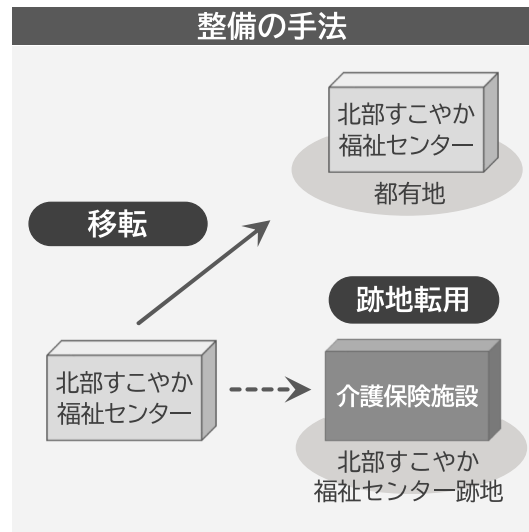 整備の手法
北部すこやか
福祉センター
都有地
移転
跡地転用
北部すこやか
福祉センター
介護保険施設
北部すこやか
福祉センター跡地